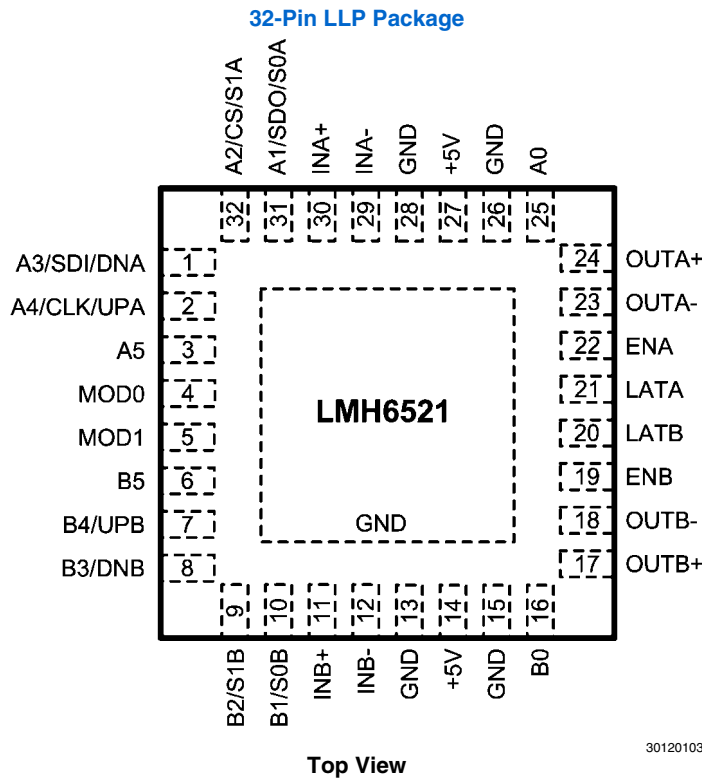 32-Pin LLP Package
A2/CS/S1A
A1/SDO/S0A
INA+
INA-
GND
+5V
GND
A0
32
31
30
29
28
27
26
25
A3/SDI/DNA 1
A4/CLK/UPA 2
A5 3
MOD0 4
MOD1 5
B5 6
B4/UPB 7
B3/DNB 8
LMH6521
GND
24 OUTA+
23 OUTA-
22 ENA
21 LATA
20 LATB
19 ENB
18 OUTB-
17 OUTB+
9
10
11
12
13
14
15
16
B2/S1B
B1/S0B
INB+
INB-
GND
+5V
GND
B0
30120103
Top View